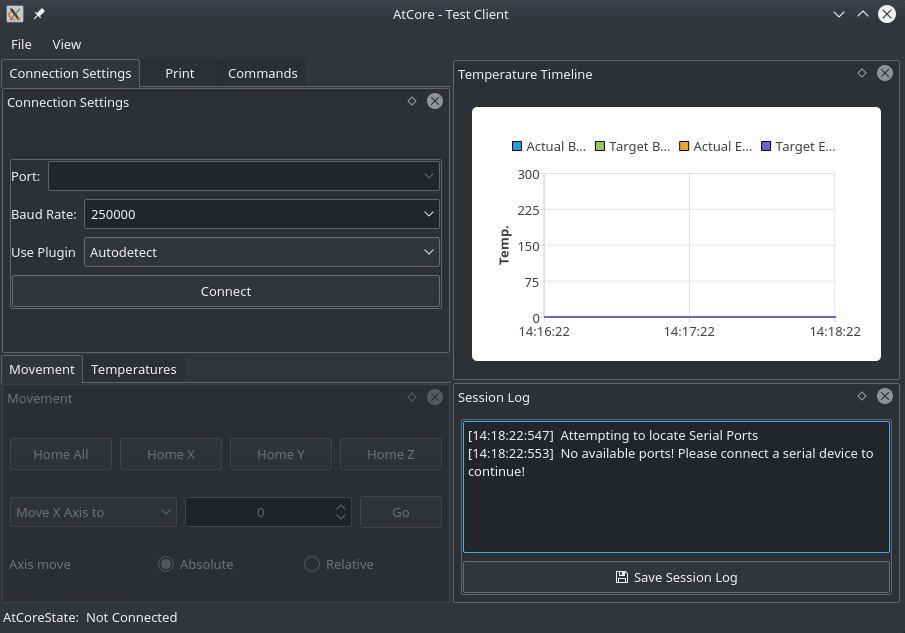 AtCore - Test Client
File View
Connection Settings Print Commands
Connection Settings
Port:
Baud Rate: 250000
Use Plugin Autodetect
Connect
Movement Temperatures
Movement
Home All Home X Home Y Home Z
Move X Axis to 0 Go
Axis move Absolute Relative
Temperature Timeline
Actual B... Target B... Actual E... Target E...
300
225
150
75
0
Temp.
14:16:22 14:17:22 14:18:22
Session Log
[14:18:22:547] Attempting to locate Serial Ports
[14:18:22:553] No available ports! Please connect a serial device to
continue!
Save Session Log
AtCoreState: Not Connected